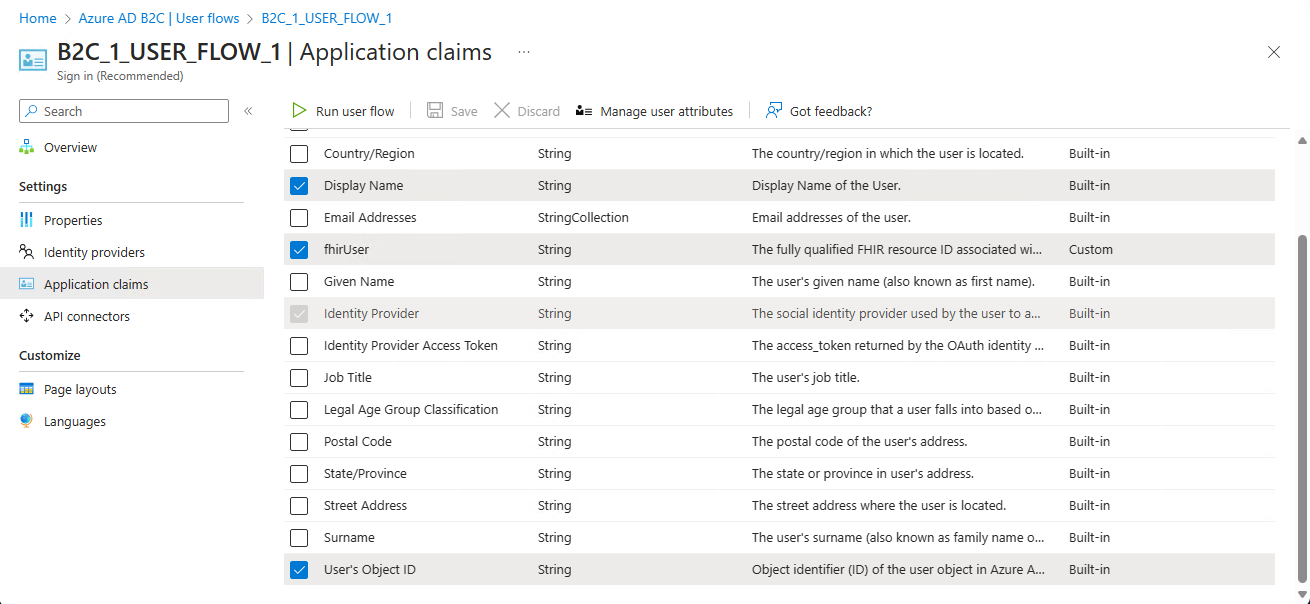 Home > Azure AD B2C | User flows > B2C_1_USER_FLOW_1
B2C_1_USER_FLOW_1 | Application claims ...
Sign in (Recommended)
Search
Overview
Settings
Properties
Identity providers
Application claims
API connectors
Customize
Page layouts
Languages
Run user flow Save Discard Manage user attributes Got feedback?
Country/Region String The country/region in which the user is located. Built-in
Display Name String Display Name of the User. Built-in
Email Addresses StringCollection Email addresses of the user. Built-in
fhirUser String The fully qualified FHIR resource ID associated wi... Custom
Given Name String The user's given name (also known as first name). Built-in
Identity Provider String The social identity provider used by the user to a... Built-in
Identity Provider Access Token String The access_token returned by the OAuth identity ... Built-in
Job Title String The user's job title. Built-in
Legal Age Group Classification String The legal age group that a user falls into based o... Built-in
Postal Code String The postal code of the user's address. Built-in
State/Province String The state or province in user's address. Built-in
Street Address String The street address where the user is located. Built-in
Surname String The user's surname (also known as family name o... Built-in
User's Object ID String Object identifier (ID) of the user object in Azure A... Built-in